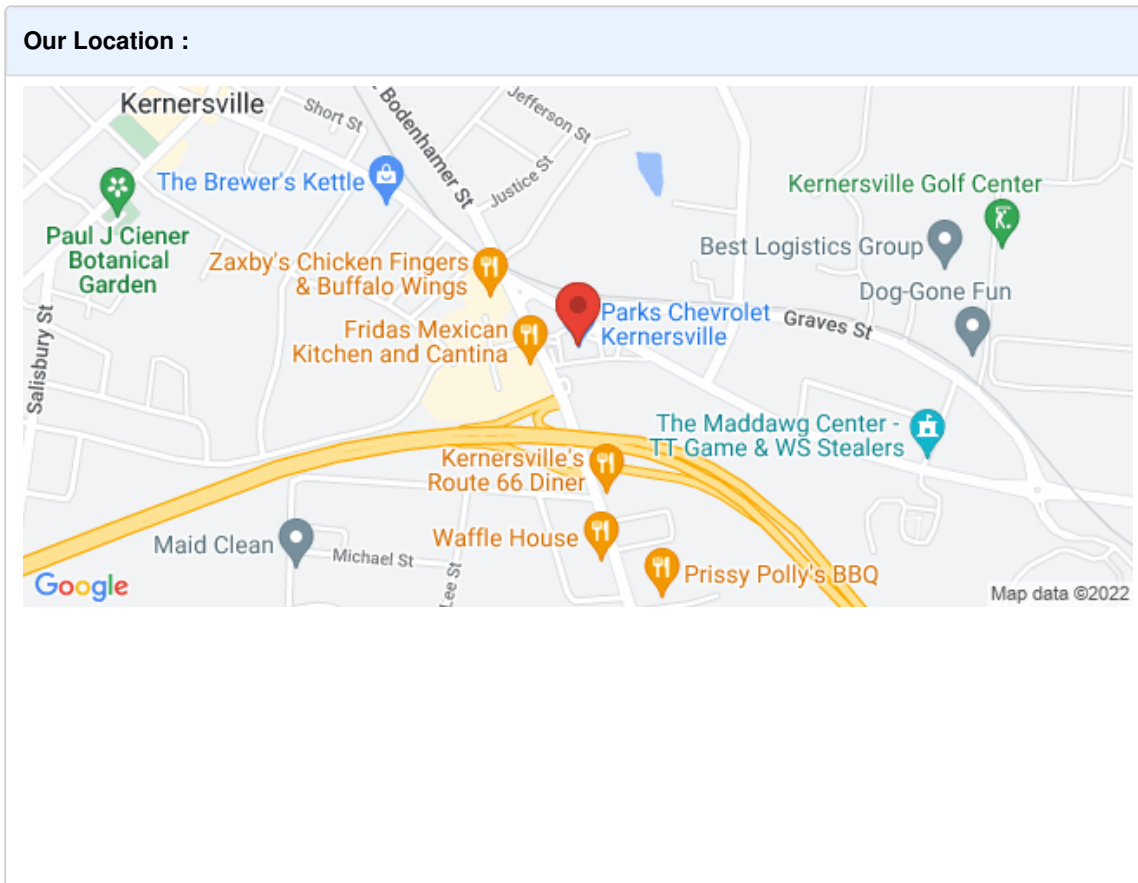 Our Location :
Kernersville
Short St
Bodenhamer St
Jefferson St
Justice St
The Brewer's Kettle
Kernersville Golf Center
Paul J Ciener
Botanical
Garden
Best Logistics Group
Zaxby's Chicken Fingers
& Buffalo Wings
Dog-Gone Fun
Parks Chevrolet
Kernersville
Graves St
Fridas Mexican
Kitchen and Cantina
Salisbury St
The Maddawg Center -
TT Game & WS Stealers
Kernersville's
Route 66 Diner
Waffle House
Maid Clean
Michael St
Lee St
Prissy Polly's BBQ
Google
Map data ©2022